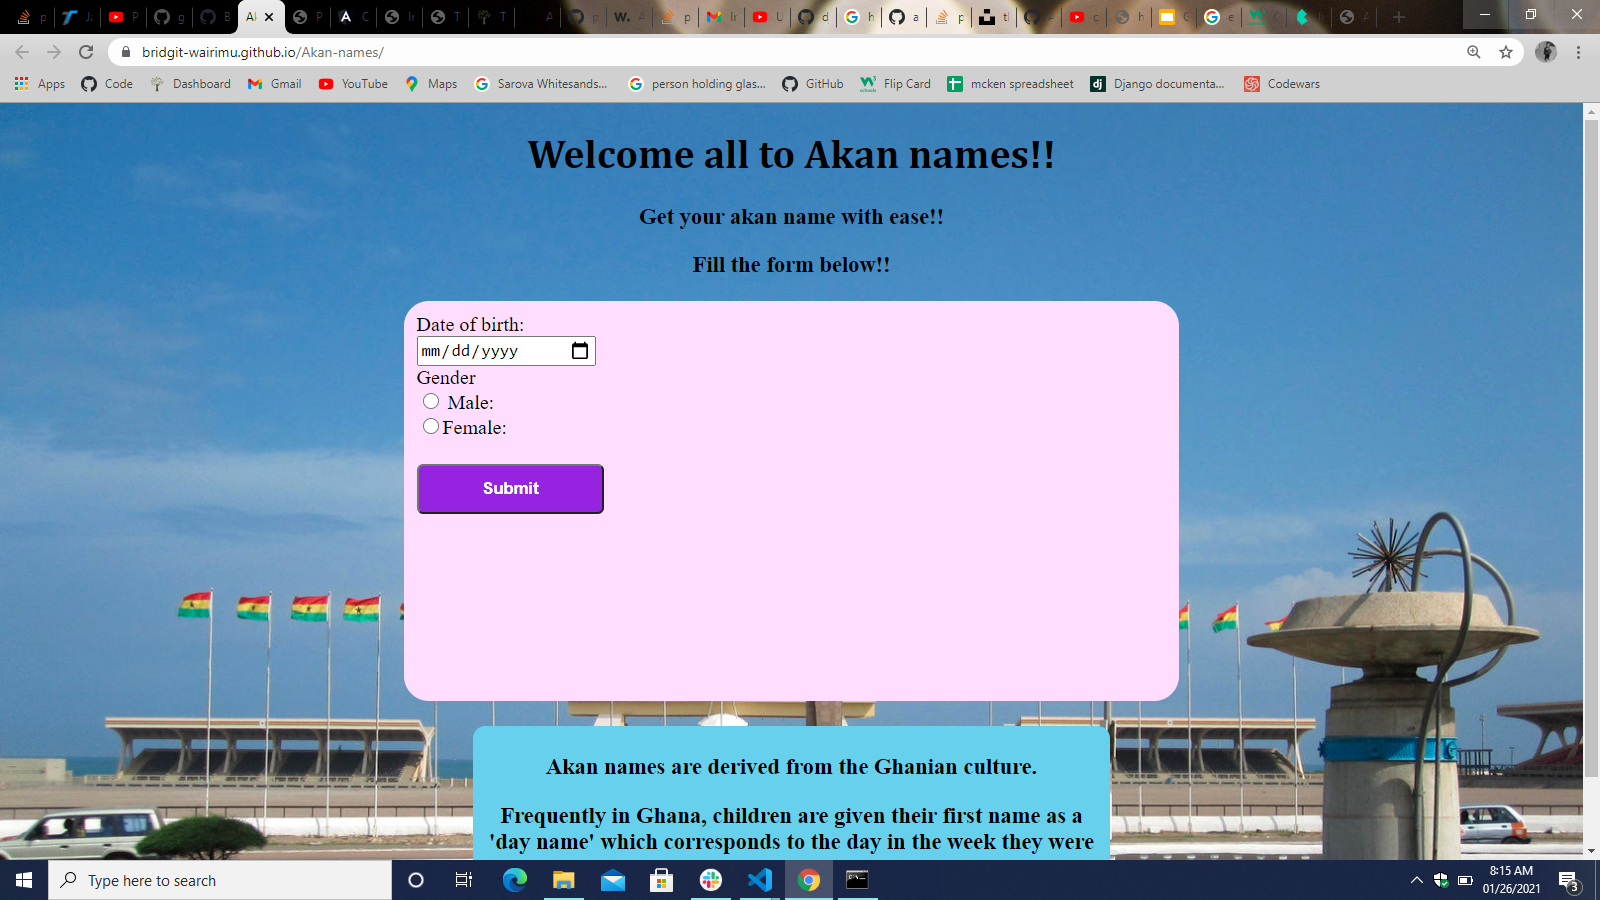 bridgit-wairimu.github.io/Akan-names/
Apps
Code
Dashboard
Gmail
YouTube
Maps
Sarova Whitesands...
person holding glas...
GitHub
Flip Card
mcken spreadsheet
Django documenta...
Codewars
Welcome all to Akan names!!
Get your akan name with ease!!
Fill the form below!!
Date of birth:
mm/dd/yyyy
Gender
Male:
Female:
Submit
Akan names are derived from the Ghanian culture.
Frequently in Ghana, children are given their first name as a
'day name' which corresponds to the day in the week they were
Type here to search
8:15 AM
01/26/2021
3